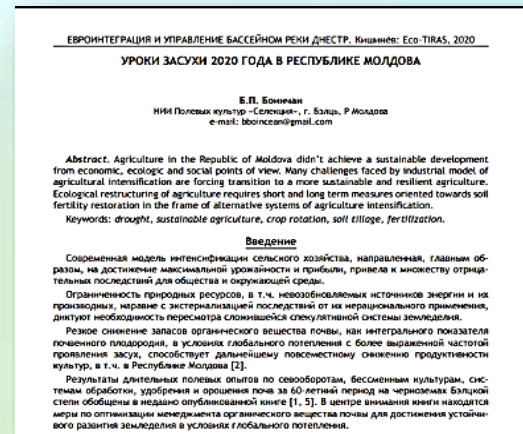 ЕВРОИНТЕГРАЦИЯ И УПРАВЛЕНИЕ БАССЕЙНОМ РЕКИ ДНЕСТР. Кишинёв: Eco-TIRAS, 2020
УРОКИ ЗАСУХИ 2020 ГОДА В РЕСПУБЛИКЕ МОЛДОВА
Б.П. Боинчан
НИИ Полевых культур «Селекция», г. Бэлць, Р Молдова
e-mail: bboincean@gmail.com
Abstract. Agriculture in the Republic of Moldova didn't achieve a sustainable development
from economic, ecologic and social points of view. Many challenges faced by industrial model of
agricultural intensification are forcing transition to a more sustainable and resilient agriculture.
Ecological restructuring of agriculture requires short and long term measures oriented towards soil
fertility restoration in the frame of alternative systems of agriculture intensification.
Keywords: drought, sustainable agriculture, crop rotation, soil tillage, fertilization.
Введение
Современная модель интенсификации сельского хозяйства, направленная, главным об-
разом, на достижение максимальной урожайности и прибыли, привела к множеству отрица-
тельных последствий для общества и окружающей среды.
Ограниченность природных ресурсов, в т.ч. невозобновляемых источников энергии и их
производных, наравне с экстернализацией последствий от их нерационального применения,
диктуют необходимость пересмотра сложившейся спекулятивной системы земледелия.
Резкое снижение запасов органического вещества почвы, как интегрального показателя
почвенного плодородия, в условиях глобального потепления с более выраженной частотой
проявления засух, способствует дальнейшему повсеместному снижению продуктивности
культур, в т.ч. в Республике Молдова [2].
Результаты длительных полевых опытов по севооборотам, бессменным культурам, сис-
темам обработки, удобрения и орошения почв за 60-летний период на черноземах Бэлцкой
степи обобщены в недавно опубликованной книге [1, 5]. В центре внимания книги находятся
меры по оптимизации менеджмента органического вещества почвы для достижения устойчи-
вого развития земледелия в условиях глобального потепления.